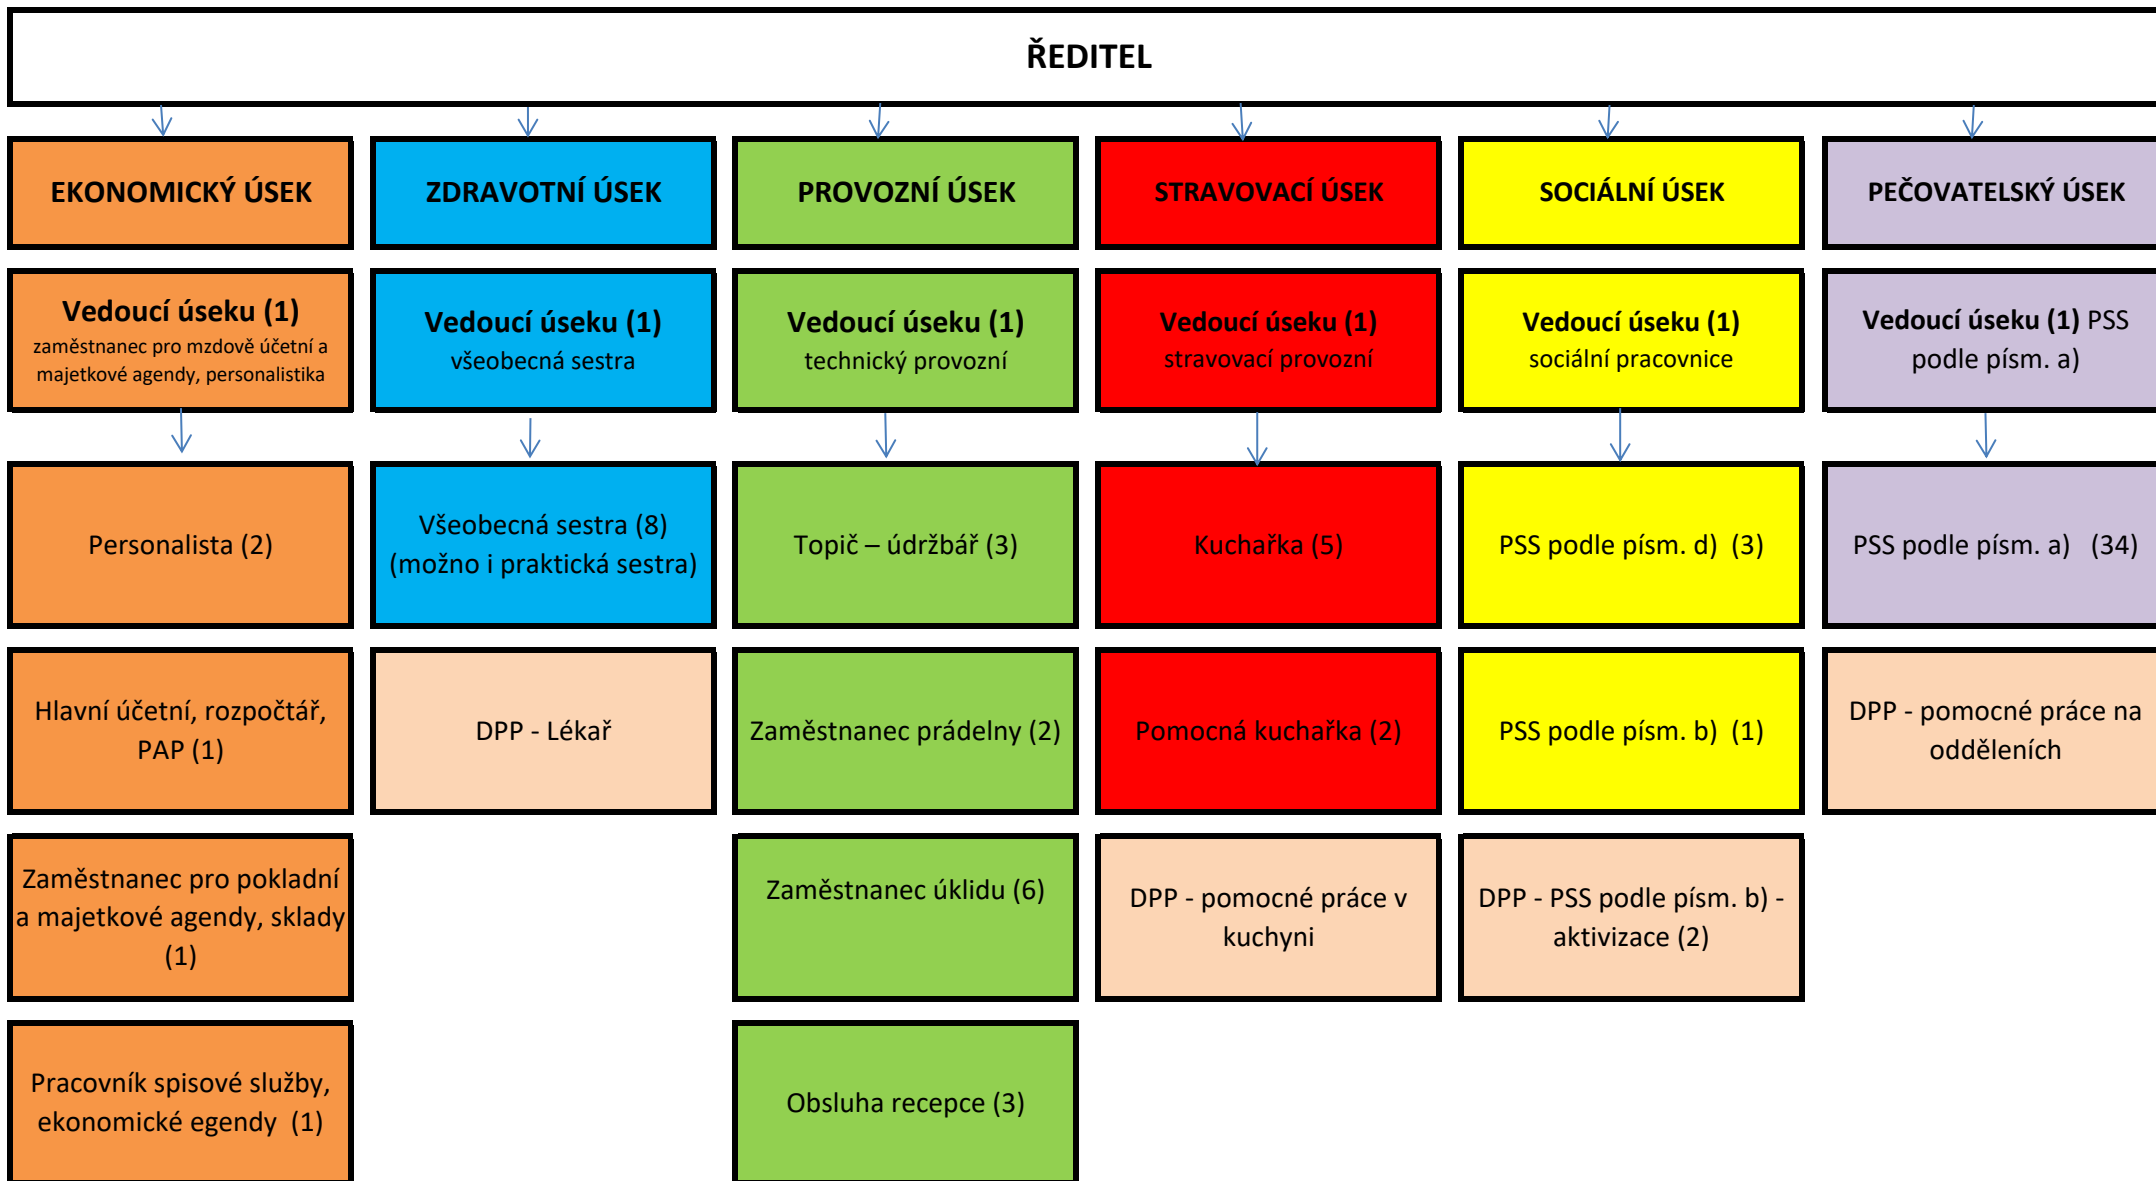 ŘEDITEL
EKONOMICKÝ ÚSEK
ZDRAVOTNÍ ÚSEK
PROVOZNÍ ÚSEK
STRAVOVACÍ ÚSEK
SOCIÁLNÍ ÚSEK
PEČOVATELSKÝ ÚSEK
Vedoucí úseku (1)
zaměstnanec pro mzdově účetní a
majetkové agendy, personalistika
Vedoucí úseku (1)
všeobecná sestra
Vedoucí úseku (1)
technický provozní
Vedoucí úseku (1)
stravovací provozní
Vedoucí úseku (1)
sociální pracovnice
Vedoucí úseku (1) PSS
podle písm. a)
Personalista (2)
Všeobecná sestra (8)
(možno i praktická sestra)
Topič – údržbář (3)
Kuchařka (5)
PSS podle písm. d)  (3)
PSS podle písm. a)   (34)
Hlavní účetní, rozpočtář,
PAP (1)
DPP - Lékař
Zaměstnanec prádelny (2)
Pomocná kuchařka (2)
PSS podle písm. b)  (1)
DPP - pomocné práce na
odděleních
Zaměstnanec pro pokladní
a majetkové agendy, sklady
(1)
Zaměstnanec úklidu (6)
DPP - pomocné práce v
kuchyni
DPP - PSS podle písm. b) -
aktivizace (2)
Pracovník spisové služby,
ekonomické egendy  (1)
Obsluha recepce (3)